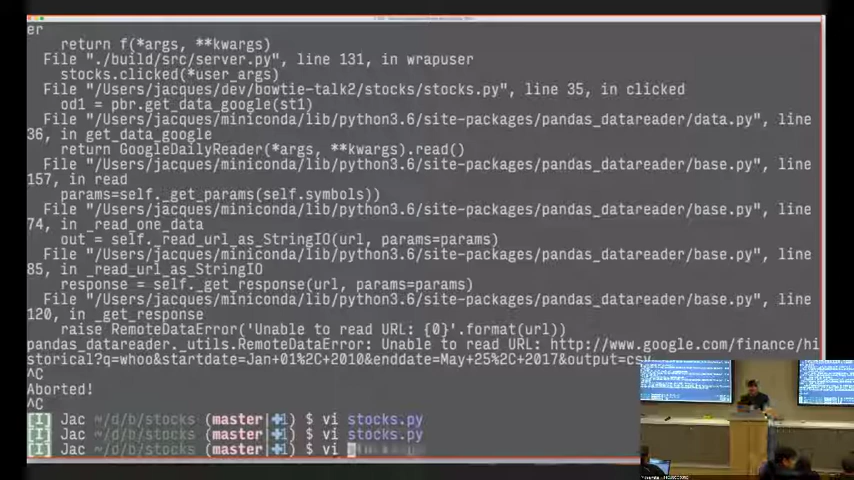 er
return f(*args, **kwargs)
File "./build/src/server.py", line 131, in wrapuser
stocks.clicked(*user_args)
File "/Users/jacques/dev/bowtie-talk2/stocks/stocks.py", line 35, in clicked
od1 = pbr.get_data_google(st1)
File "/Users/jacques/miniconda/lib/python3.6/site-packages/pandas_datareader/data.py", line
36, in get_data_google
return GoogleDailyReader(*args, **kwargs).read()
File "/Users/jacques/miniconda/lib/python3.6/site-packages/pandas_datareader/base.py", line
157, in read
params=self._get_params(self.symbols))
File "/Users/jacques/miniconda/lib/python3.6/site-packages/pandas_datareader/base.py", line
74, in _read_one_data
out = self._read_url_as_StringIO(url, params=params)
File "/Users/jacques/miniconda/lib/python3.6/site-packages/pandas_datareader/base.py", line
85, in _read_url_as_StringIO
response = self._get_response(url, params=params)
File "/Users/jacques/miniconda/lib/python3.6/site-packages/pandas_datareader/base.py", line
120, in _get_response
raise RemoteDataError('Unable to read URL: {0}'.format(url))
pandas_datareader._utils.RemoteDataError: Unable to read URL: http://www.google.com/finance/hi
storical?q=whoo&startdate=Jan+01%2C+2010&enddate=May+25%2C+2017&output=csv
^C
Aborted!
^C
[I] Jac ~/d/b/stocks (master|✚1) $ vi stocks.py
[I] Jac ~/d/b/stocks (master|✚1) $ vi stocks.py
[I] Jac ~/d/b/stocks (master|✚1) $ vi